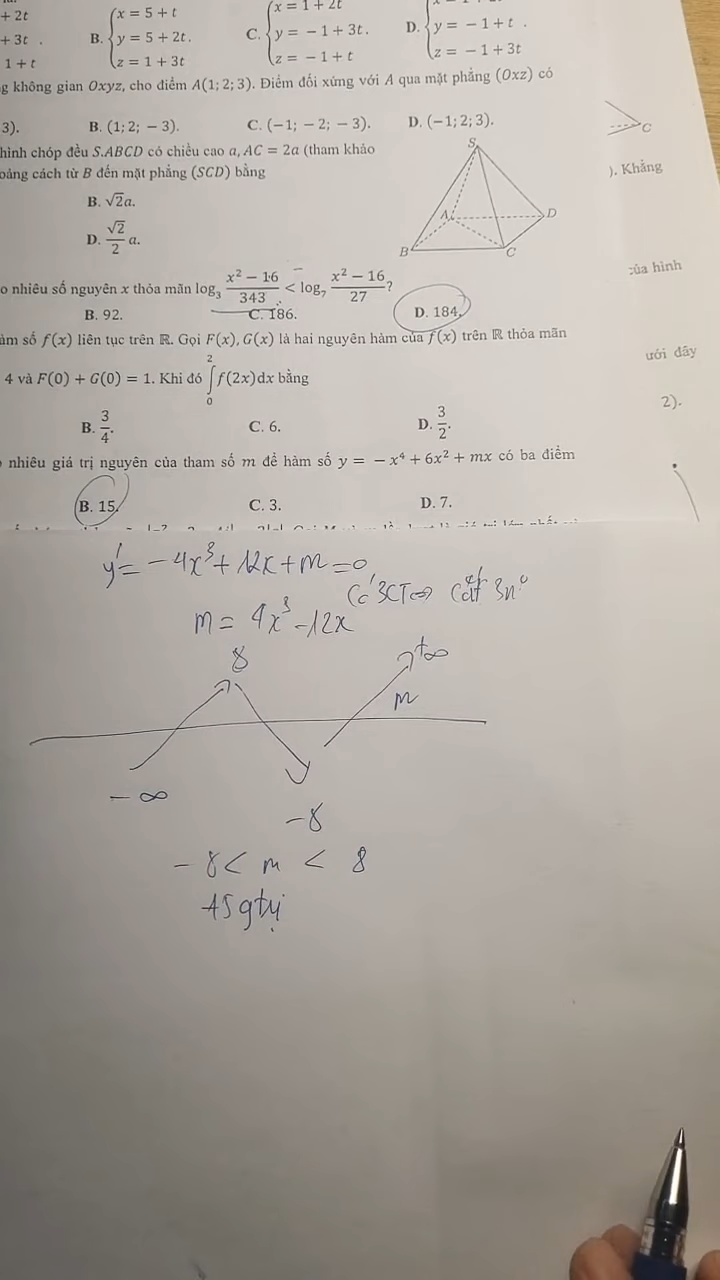 + 2t
+ 3t .
1 + t
B. {x = 5 + t
y = 5 + 2t.
z = 1 + 3t
C. {x = 1 + 2t
y = −1 + 3t.
z = −1 + t
D. {
y = −1 + t .
z = −1 + 3t
không gian Oxyz, cho điểm A(1; 2; 3). Điểm đối xứng với A qua mặt phẳng (Oxz) có
3). B. (1; 2; −3). C. (−1; −2; −3). D. (−1; 2; 3).
hình chóp đều S.ABCD có chiều cao a, AC = 2a (tham khảo
cách từ B đến mặt phẳng (SCD) bằng
B. √2a.
D. √2/2 a.
S
A
D
B
C
C
). Khẳng
của hình
nhiêu số nguyên x thỏa mãn log₃ (x² − 16)/343 < log₇ (x² − 16)/27?
B. 92. C. 186. D. 184.
số f(x) liên tục trên ℝ. Gọi F(x), G(x) là hai nguyên hàm của f(x) trên ℝ thỏa mãn
4 và F(0) + G(0) = 1. Khi đó ∫₀² f(2x)dx bằng
dưới đây
2).
B. 3/4. C. 6. D. 3/2.
nhiêu giá trị nguyên của tham số m để hàm số y = −x⁴ + 6x² + mx có ba điểm
B. 15. C. 3. D. 7.
y' = −4x³ + 12x + m = 0
Có 3CT ⇔ cắt 3n⁰
m = 4x³ − 12x
8
+∞
m
−∞
−8
−8 < m < 8
15 gtrị